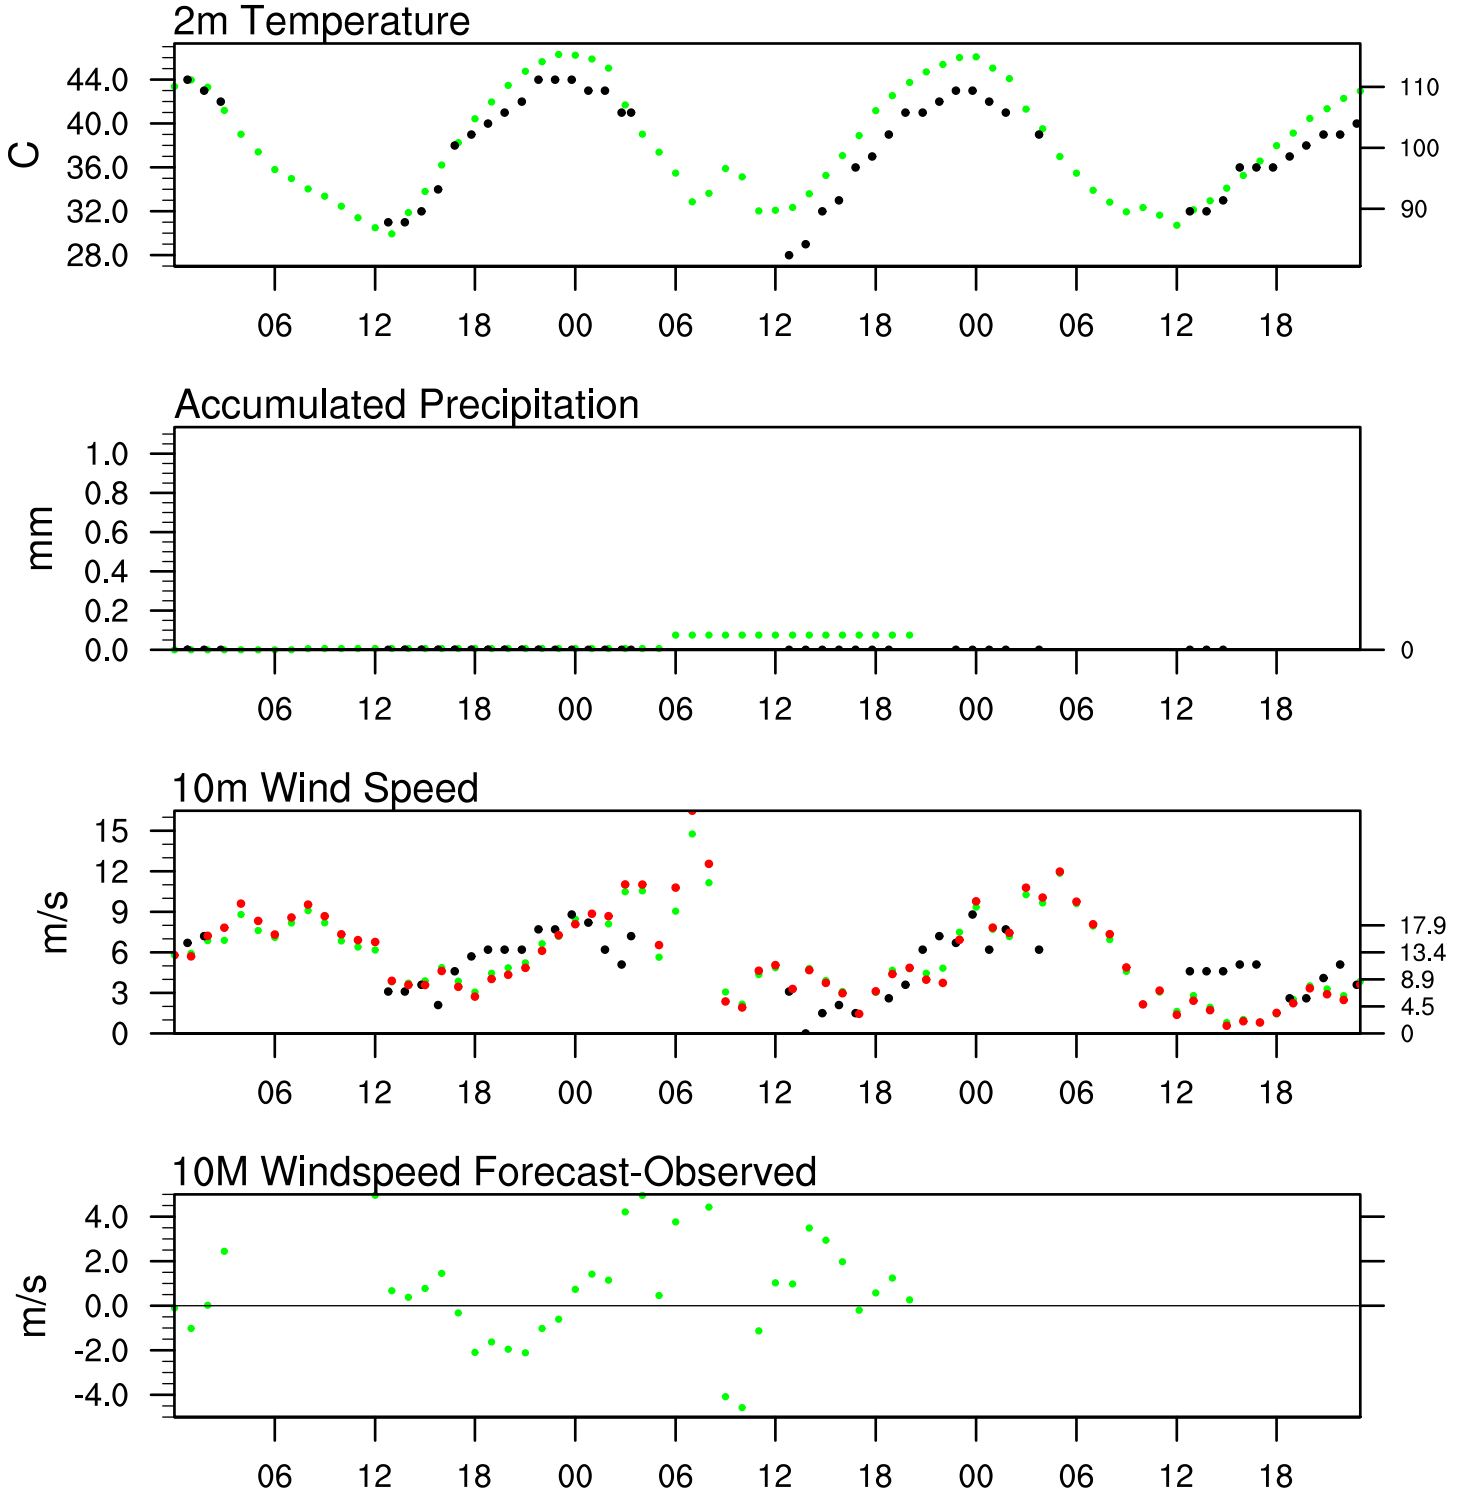 2m Temperature
44.0
40.0
36.0
32.0
28.0
C
110
100
90
06 12 18 00 06 12 18 00 06 12 18
Accumulated Precipitation
1.0
0.8
0.6
0.4
0.2
0.0
mm
0
06 12 18 00 06 12 18 00 06 12 18
10m Wind Speed
15
12
9
6
3
0
m/s
17.9
13.4
8.9
4.5
0
06 12 18 00 06 12 18 00 06 12 18
10M Windspeed Forecast-Observed
4.0
2.0
0.0
-2.0
-4.0
m/s
06 12 18 00 06 12 18 00 06 12 18